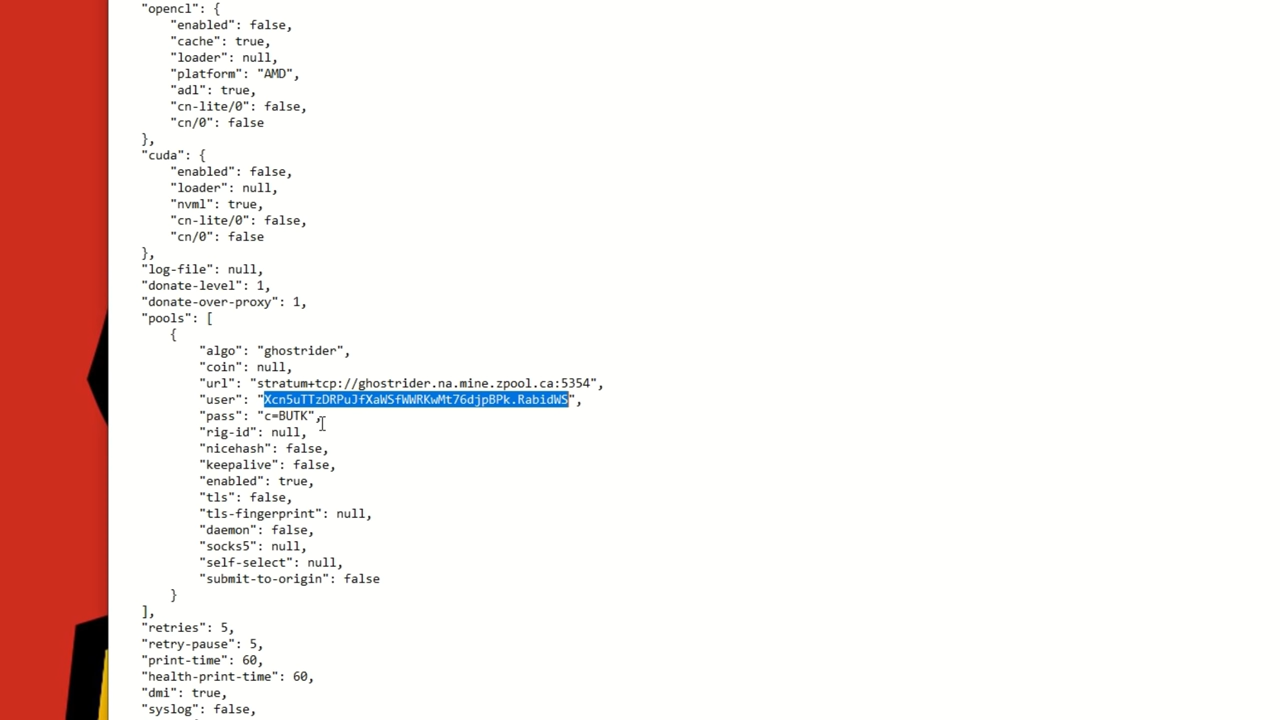 "opencl": {
"enabled": false,
"cache": true,
"loader": null,
"platform": "AMD",
"adl": true,
"cn-lite/0": false,
"cn/0": false
},
"cuda": {
"enabled": false,
"loader": null,
"nvml": true,
"cn-lite/0": false,
"cn/0": false
},
"log-file": null,
"donate-level": 1,
"donate-over-proxy": 1,
"pools": [
{
"algo": "ghostrider",
"coin": null,
"url": "stratum+tcp://ghostrider.na.mine.zpool.ca:5354",
"user": "Xcn5uTTzDRPuJfXaWSfWWRKwMt76djpBPk.RabidWS",
"pass": "c=BUTK",
"rig-id": null,
"nicehash": false,
"keepalive": false,
"enabled": true,
"tls": false,
"tls-fingerprint": null,
"daemon": false,
"socks5": null,
"self-select": null,
"submit-to-origin": false
}
],
"retries": 5,
"retry-pause": 5,
"print-time": 60,
"health-print-time": 60,
"dmi": true,
"syslog": false,